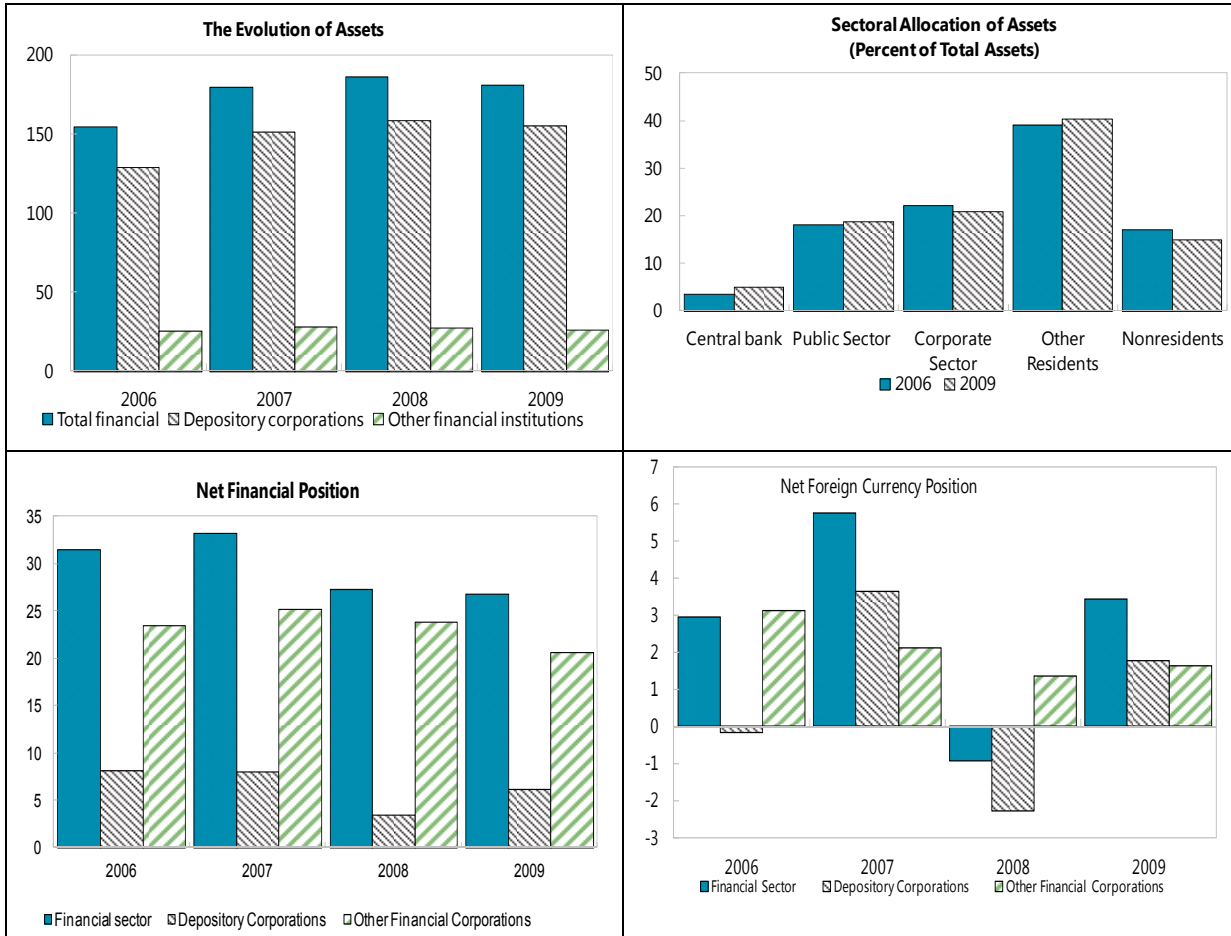 The Evolution of Assets
200
150
100
50
0
2006 2007 2008 2009
Total financial Depository corporations Other financial institutions
Sectoral Allocation of Assets
(Percent of Total Assets)
50
40
30
20
10
0
Central bank Public Sector Corporate Other Nonresidents
Sector Residents
2006 2009
Net Financial Position
35
30
25
20
15
10
5
0
2006 2007 2008 2009
Financial sector Depository Corporations Other Financial Corporations
7
Net Foreign Currency Position
6
5
4
3
2
1
0
-1
-2
-3
2006 2007 2008 2009
Financial Sector Depository Corporations Other Financial Corporations